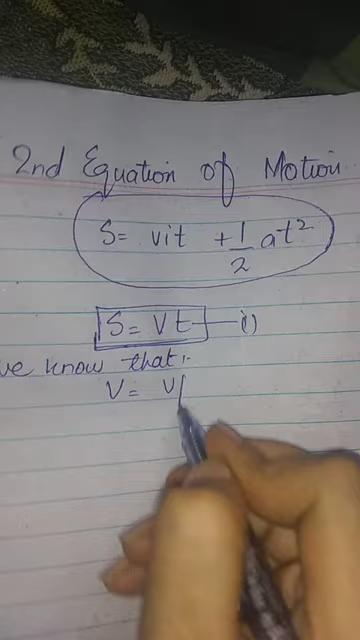 2nd Equation of Motion
S = vit + 1/2 at²
S = vt — (i)
we know that:-
V = V